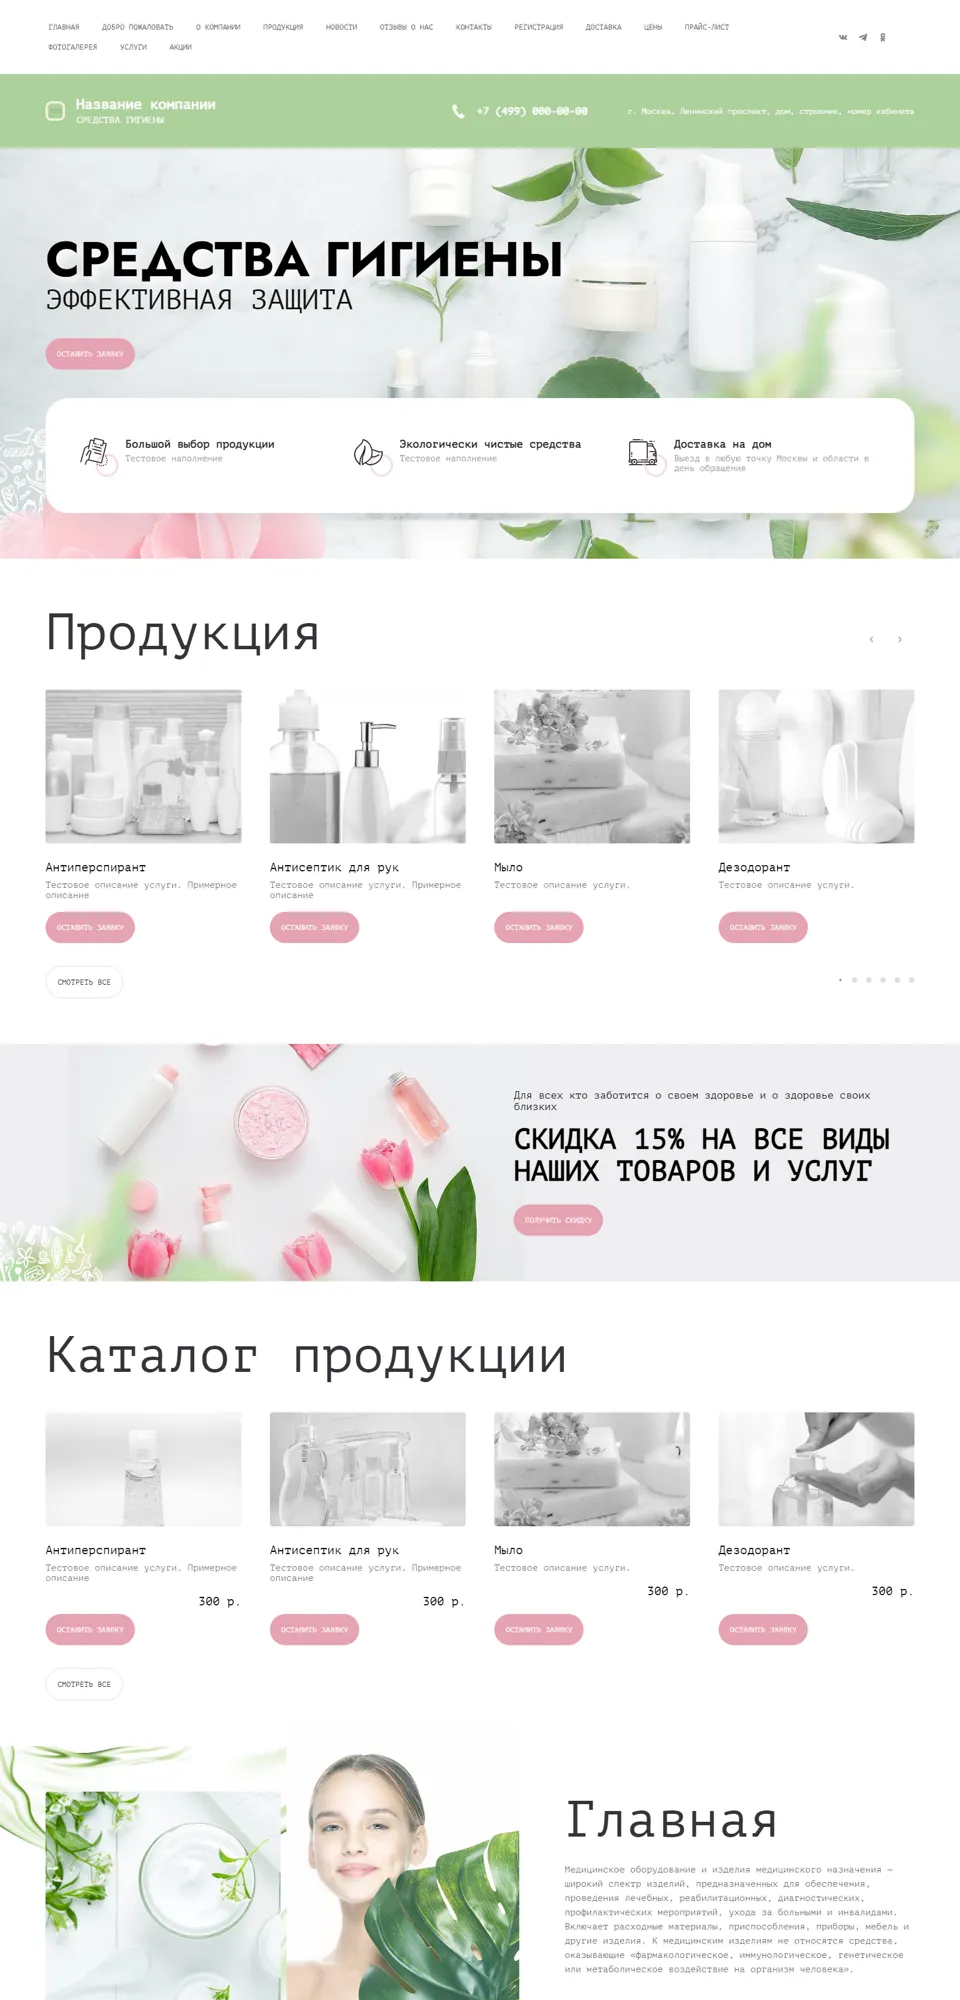 ГЛАВНАЯ ДОБРО ПОЖАЛОВАТЬ О КОМПАНИИ ПРОДУКЦИЯ НОВОСТИ ОТЗЫВЫ О НАС КОНТАКТЫ РЕГИСТРАЦИЯ ДОСТАВКА ЦЕНЫ ПРАЙС-ЛИСТ
ФОТОГАЛЕРЕЯ УСЛУГИ АКЦИИ
Название компании
СРЕДСТВА ГИГИЕНЫ
+7 (499) 000-00-00
г. Москва, Ленинский проспект, дом, строение, номер кабинета
СРЕДСТВА ГИГИЕНЫ
ЭФФЕКТИВНАЯ ЗАЩИТА
ОСТАВИТЬ ЗАЯВКУ
Большой выбор продукции
Тестовое наполнение
Экологически чистые средства
Тестовое наполнение
Доставка на дом
Выезд в любую точку Москвы и области в
день обращения
Продукция
Антиперспирант
Тестовое описание услуги. Примерное
описание
ОСТАВИТЬ ЗАЯВКУ
Антисептик для рук
Тестовое описание услуги. Примерное
описание
ОСТАВИТЬ ЗАЯВКУ
Мыло
Тестовое описание услуги.
ОСТАВИТЬ ЗАЯВКУ
Дезодорант
Тестовое описание услуги.
ОСТАВИТЬ ЗАЯВКУ
СМОТРЕТЬ ВСЕ
Для всех кто заботится о своем здоровье и о здоровье своих
близких
СКИДКА 15% НА ВСЕ ВИДЫ
НАШИХ ТОВАРОВ И УСЛУГ
ПОЛУЧИТЬ СКИДКУ
Каталог продукции
Антиперспирант
Тестовое описание услуги. Примерное
описание
300 р.
ОСТАВИТЬ ЗАЯВКУ
Антисептик для рук
Тестовое описание услуги. Примерное
описание
300 р.
ОСТАВИТЬ ЗАЯВКУ
Мыло
Тестовое описание услуги.
300 р.
ОСТАВИТЬ ЗАЯВКУ
Дезодорант
Тестовое описание услуги.
300 р.
ОСТАВИТЬ ЗАЯВКУ
СМОТРЕТЬ ВСЕ
Главная
Медицинское оборудование и изделия медицинского назначения —
широкий спектр изделий, предназначенных для обеспечения,
проведения лечебных, реабилитационных, диагностических,
профилактических мероприятий, ухода за больными и инвалидами.
Включает расходные материалы, приспособления, приборы, мебель и
другие изделия. К медицинским изделиям не относятся средства,
оказывающие «фармакологическое, иммунологическое, генетическое
или метаболическое воздействие на организм человека».